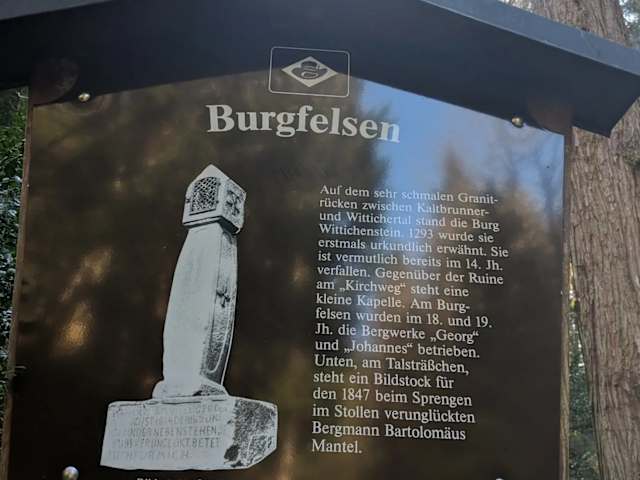 Burgfelsen
Auf dem sehr schmalen Granit-
rücken zwischen Kaltbrunner-
und Wittichertal stand die Burg
Wittichenstein. 1293 wurde sie
erstmals urkundlich erwähnt. Sie
ist vermutlich bereits im 14. Jh.
verfallen. Gegenüber der Ruine
am „Kirchweg“ steht eine
kleine Kapelle. Am Burg-
felsen wurden im 18. und 19.
Jh. die Bergwerke „Georg“
und „Johannes“ betrieben.
Unten, am Talsträßchen,
steht ein Bildstock für
den 1847 beim Sprengen
im Stollen verunglückten
Bergmann Bartolomäus
Mantel.